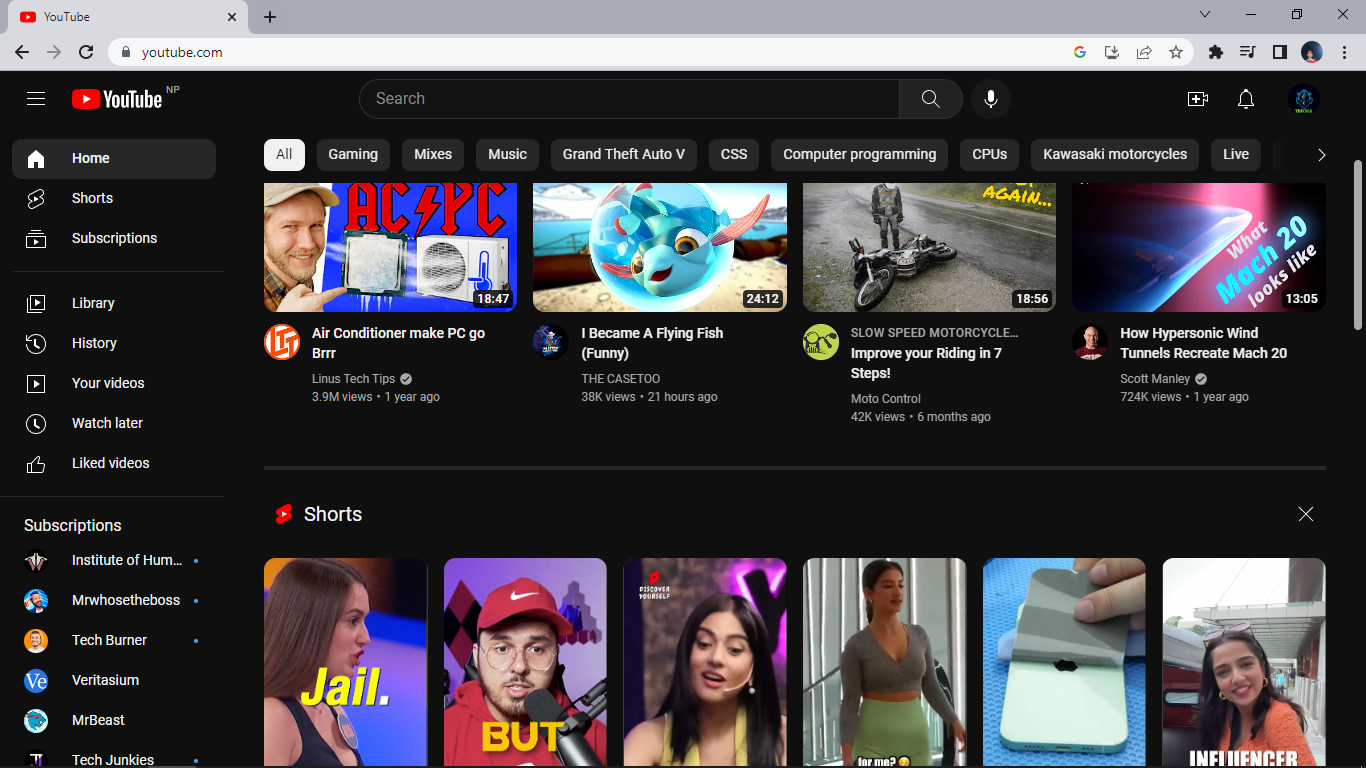 YouTube
youtube.com
YouTube NP
Search
Home
Shorts
Subscriptions
Library
History
Your videos
Watch later
Liked videos
Subscriptions
Institute of Hum...
Mrwhosetheboss
Tech Burner
Veritasium
MrBeast
Tech Junkies
All
Gaming
Mixes
Music
Grand Theft Auto V
CSS
Computer programming
CPUs
Kawasaki motorcycles
Live
AC PC
18:47
Air Conditioner make PC go
Brrr
Linus Tech Tips
3.9M views • 1 year ago
24:12
I Became A Flying Fish
(Funny)
THE CASETOO
38K views • 21 hours ago
AGAIN...
18:56
SLOW SPEED MOTORCYCLE...
Improve your Riding in 7
Steps!
Moto Control
42K views • 6 months ago
What
Mach 20
looks like
13:05
How Hypersonic Wind
Tunnels Recreate Mach 20
Scott Manley
724K views • 1 year ago
Shorts
Jail.
BUT
DISCOVER
YOURSELF
for me?
INFLUENCER